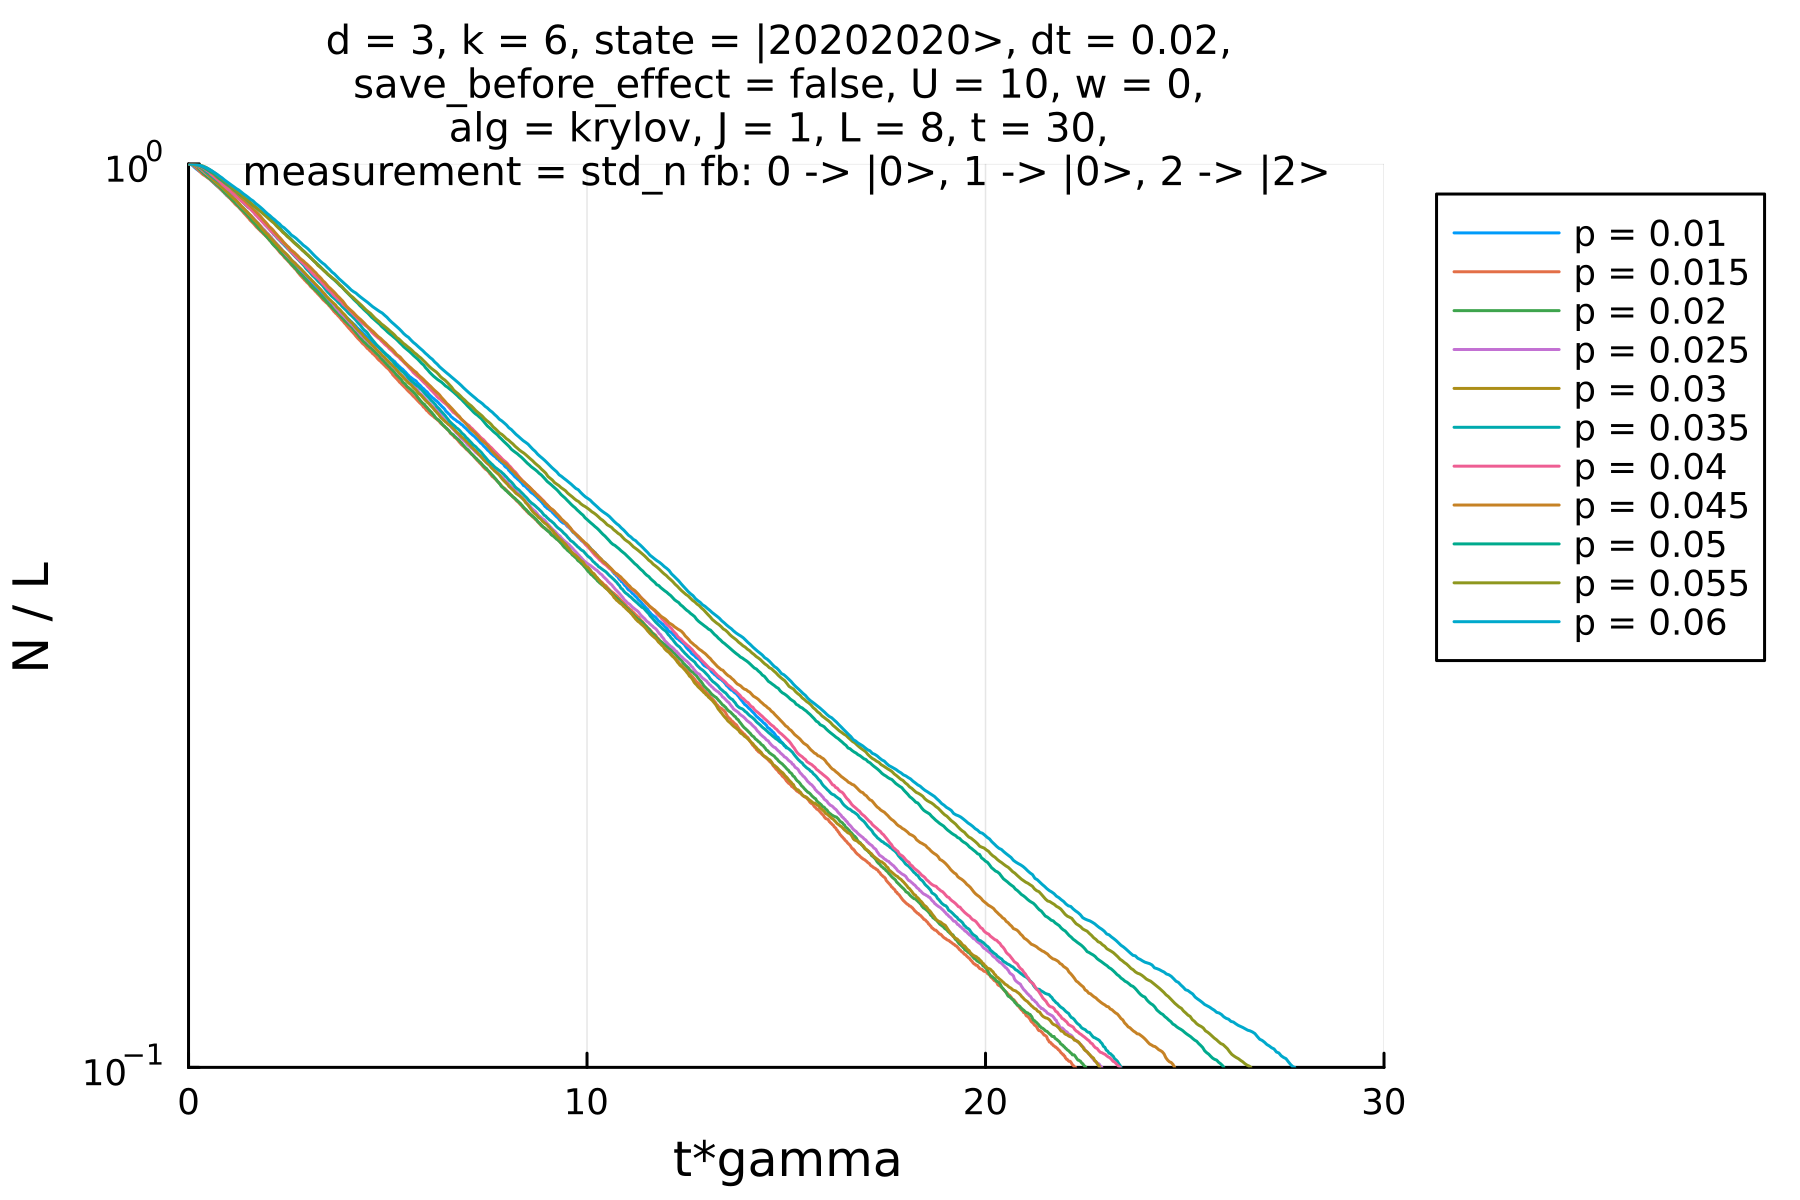 d = 3, k = 6, state = |20202020>, dt = 0.02,
save_before_effect = false, U = 10, w = 0,
alg = krylov, J = 1, L = 8, t = 30,
measurement = std_n fb: 0 -> |0>, 1 -> |0>, 2 -> |2>
10⁰
10⁻¹
N / L
0 10 20 30
t*gamma
p = 0.01
p = 0.015
p = 0.02
p = 0.025
p = 0.03
p = 0.035
p = 0.04
p = 0.045
p = 0.05
p = 0.055
p = 0.06